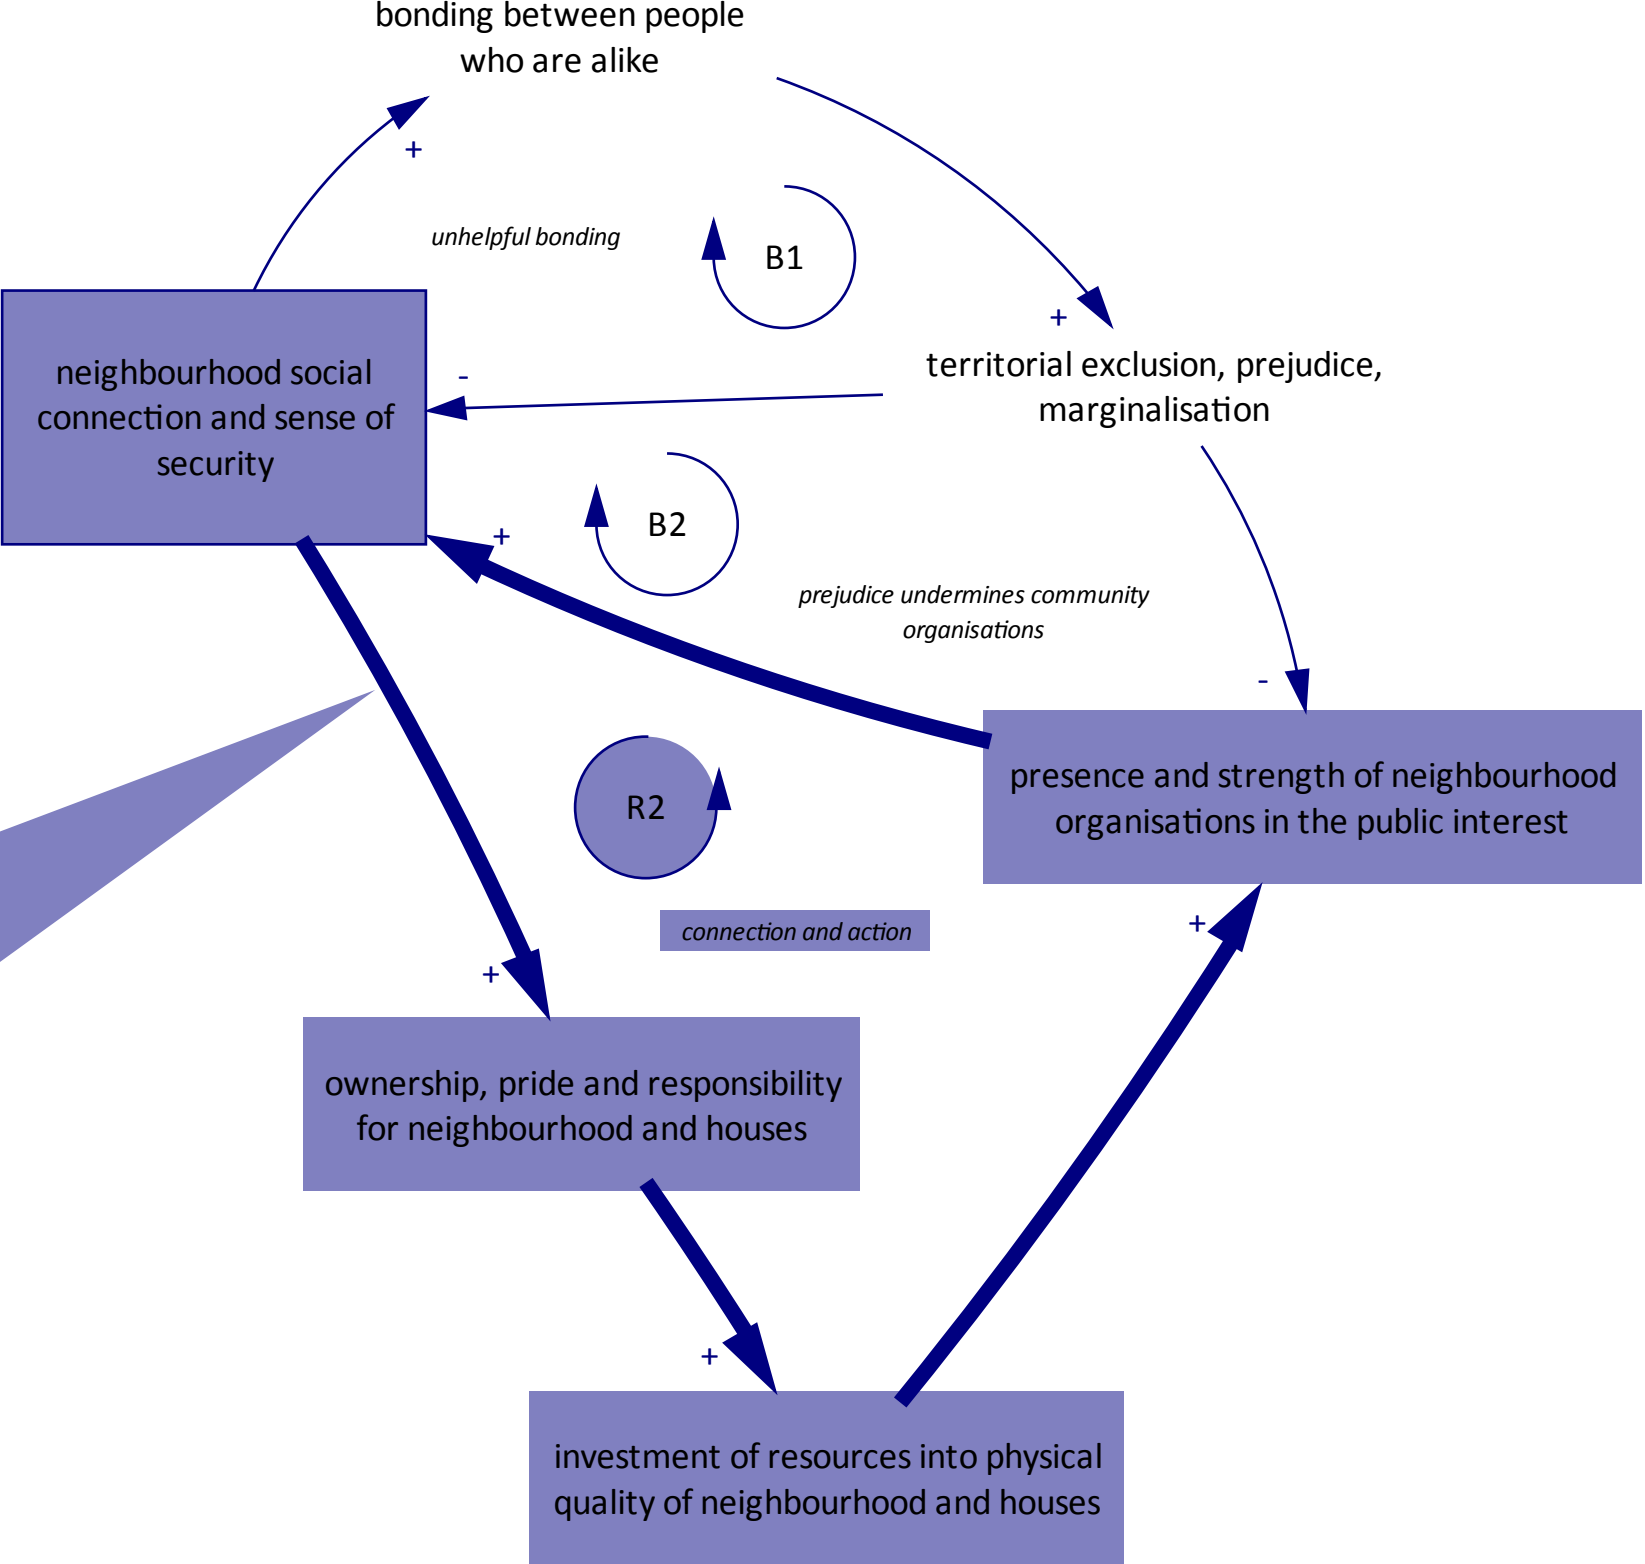 bonding between people
who are alike
+
unhelpful bonding
B1
+
neighbourhood social
connection and sense of
security
-
territorial exclusion, prejudice,
marginalisation
B2
+
prejudice undermines community
organisations
-
presence and strength of neighbourhood
organisations in the public interest
R2
connection and action
+
+
ownership, pride and responsibility
for neighbourhood and houses
+
investment of resources into physical
quality of neighbourhood and houses